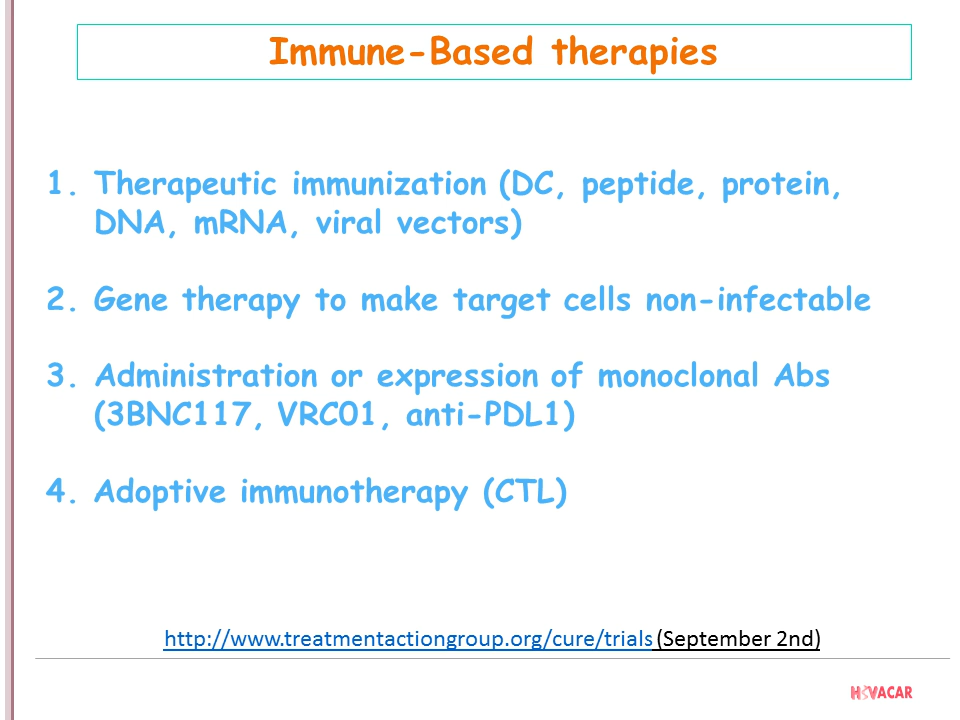 Immune-Based therapies
1. Therapeutic immunization (DC, peptide, protein,
DNA, mRNA, viral vectors)
2. Gene therapy to make target cells non-infectable
3. Administration or expression of monoclonal Abs
(3BNC117, VRC01, anti-PDL1)
4. Adoptive immunotherapy (CTL)
http://www.treatmentactiongroup.org/cure/trials (September 2nd)
HIVACAR